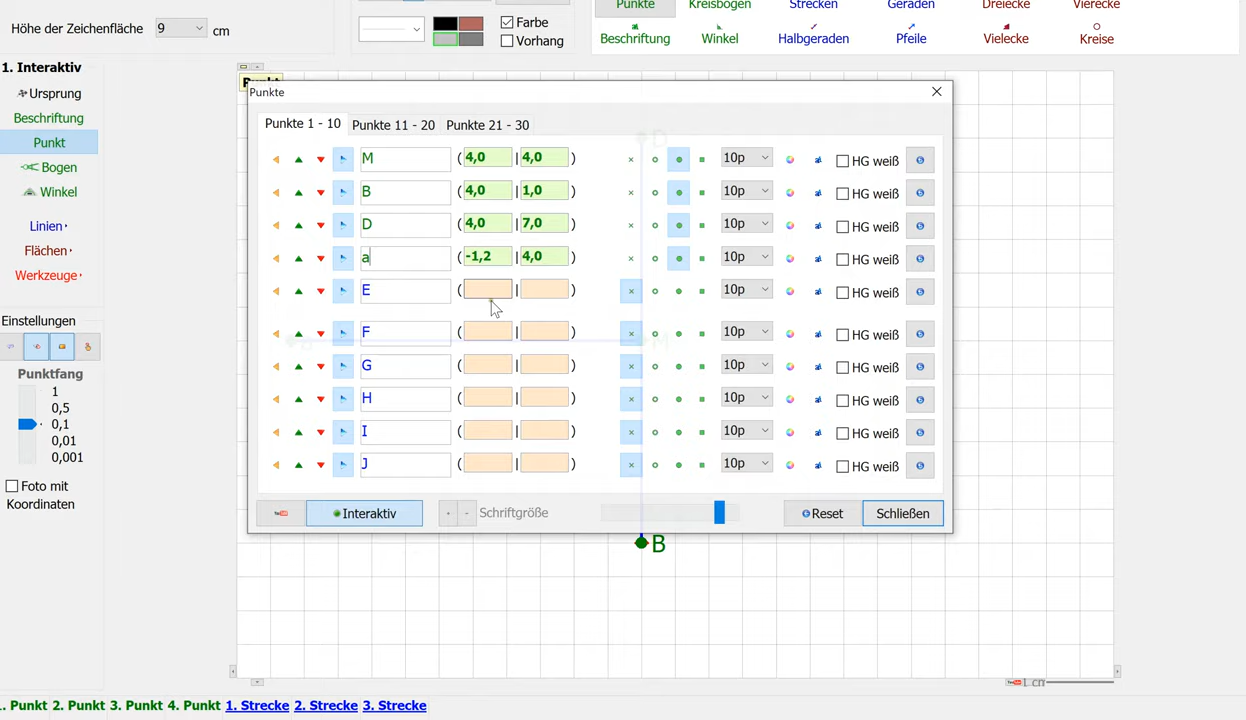 Punkte Kreisbögen Strecken Geraden Dreiecke Vierecke
Höhe der Zeichenfläche 9 cm
Farbe
Vorhang
Beschriftung Winkel Halbgeraden Pfeile Vielecke Kreise
1. Interaktiv
Ursprung
Beschriftung
Punkt
Bogen
Winkel
Linien
Flächen
Werkzeuge
Einstellungen
Punktfang
1
0,5
0,1
0,01
0,001
Foto mit
Koordinaten
Punkte
Punkte 1 - 10 Punkte 11 - 20 Punkte 21 - 30
M ( 4,0 | 4,0 ) 10p HG weiß
B ( 4,0 | 1,0 ) 10p HG weiß
D ( 4,0 | 7,0 ) 10p HG weiß
a ( -1,2 | 4,0 ) 10p HG weiß
E ( | ) 10p HG weiß
F ( | ) 10p HG weiß
G ( | ) 10p HG weiß
H ( | ) 10p HG weiß
I ( | ) 10p HG weiß
J ( | ) 10p HG weiß
Interaktiv + - Schriftgröße Reset Schließen
D
M
B
. Punkt 2. Punkt 3. Punkt 4. Punkt 1. Strecke 2. Strecke 3. Strecke